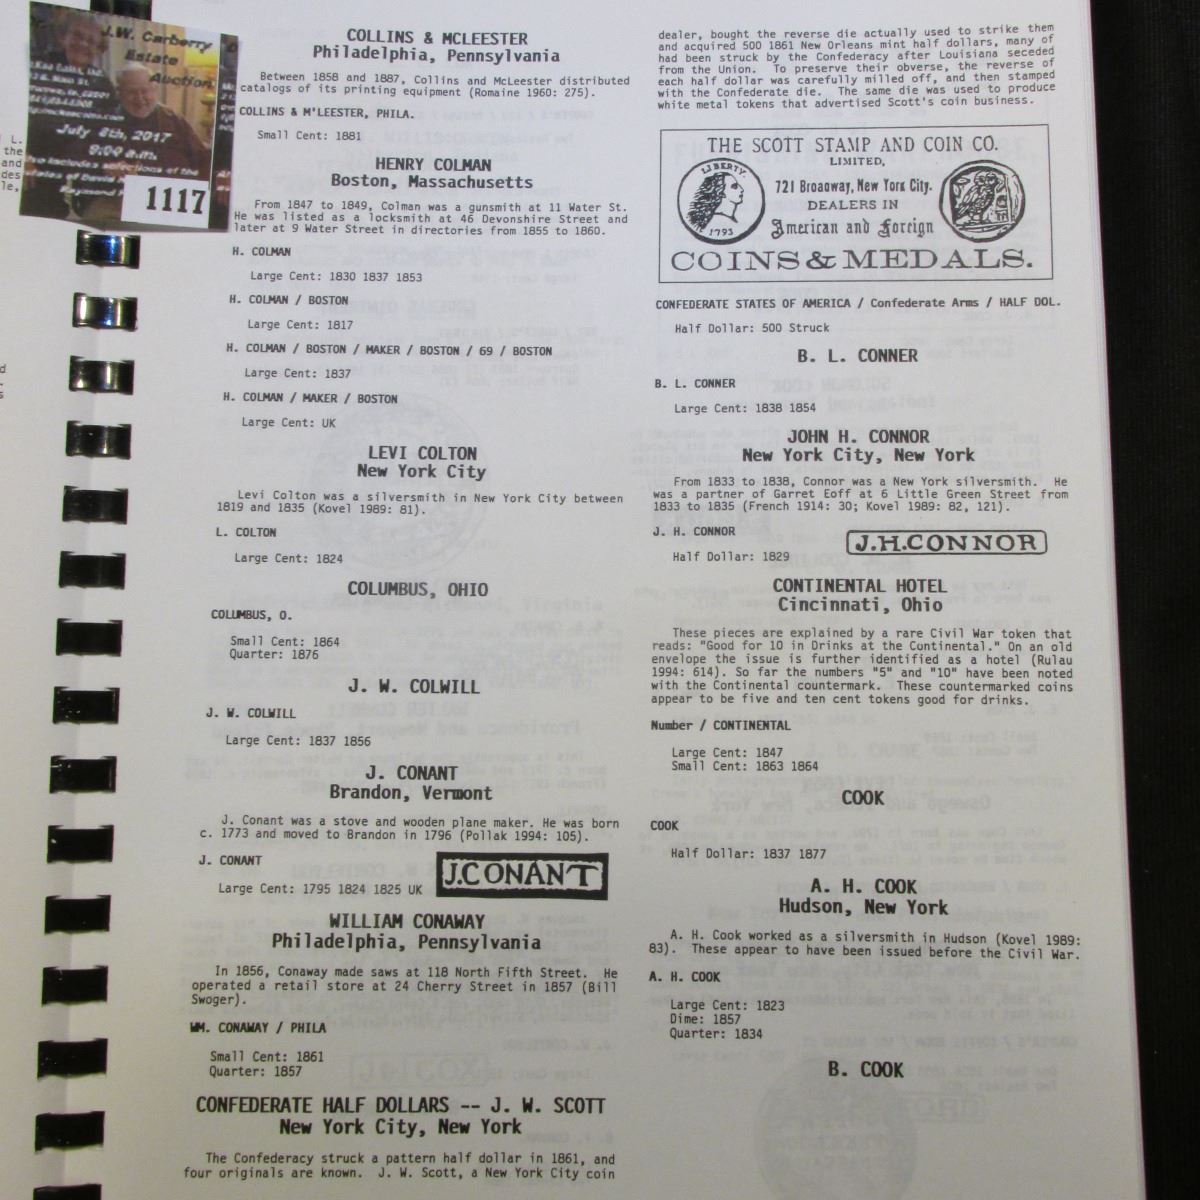 J.W. Carberry
Estate
Auction
July 8th, 2017
9:00 a.m.
1117
L.
the
and
des
le,
COLLINS & MCLEESTER
Philadelphia, Pennsylvania
Between 1858 and 1887, Collins and McLeester distributed
catalogs of its printing equipment (Romaine 1960: 275).
COLLINS & M'LEESTER, PHILA.
Small Cent: 1881
HENRY COLMAN
Boston, Massachusetts
From 1847 to 1849, Colman was a gunsmith at 11 Water St.
He was listed as a locksmith at 46 Devonshire Street and
later at 9 Water Street in directories from 1855 to 1860.
H. COLMAN
Large Cent: 1830 1837 1853
H. COLMAN / BOSTON
Large Cent: 1817
H. COLMAN / BOSTON / MAKER / BOSTON / 69 / BOSTON
Large Cent: 1837
H. COLMAN / MAKER / BOSTON
Large Cent: UK
LEVI COLTON
New York City
Levi Colton was a silversmith in New York City between
1819 and 1835 (Kovel 1989: 81).
L. COLTON
Large Cent: 1824
COLUMBUS, OHIO
COLUMBUS, O.
Small Cent: 1864
Quarter: 1876
J. W. COLWILL
J. W. COLWILL
Large Cent: 1837 1856
J. CONANT
Brandon, Vermont
J. Conant was a stove and wooden plane maker. He was born
c. 1773 and moved to Brandon in 1796 (Pollak 1994: 105).
J. CONANT
Large Cent: 1795 1824 1825 UK
J.CONANT
WILLIAM CONAWAY
Philadelphia, Pennsylvania
In 1856, Conaway made saws at 118 North Fifth Street. He
operated a retail store at 24 Cherry Street in 1857 (Bill
Swoger).
WM. CONAWAY / PHILA
Small Cent: 1861
Quarter: 1857
CONFEDERATE HALF DOLLARS -- J. W. SCOTT
New York City, New York
The Confederacy struck a pattern half dollar in 1861, and
four originals are known. J. W. Scott, a New York City coin
dealer, bought the reverse die actually used to strike them
and acquired 500 1861 New Orleans mint half dollars, many of
had been struck by the Confederacy after Louisiana seceded
from the Union. To preserve their obverse, the reverse of
each half dollar was carefully milled off, and then stamped
with the Confederate die. The same die was used to produce
white metal tokens that advertised Scott's coin business.
THE SCOTT STAMP AND COIN CO.
LIMITED,
LIBERTY.
1793
721 Broadway, New York City.
DEALERS IN
American and Foreign
COINS & MEDALS.
CONFEDERATE STATES OF AMERICA / Confederate Arms / HALF DOL.
Half Dollar: 500 Struck
B. L. CONNER
B. L. CONNER
Large Cent: 1838 1854
JOHN H. CONNOR
New York City, New York
From 1833 to 1838, Connor was a New York silversmith. He
was a partner of Garret Eoff at 6 Little Green Street from
1833 to 1835 (French 1914: 30; Kovel 1989: 82, 121).
J. H. CONNOR
Half Dollar: 1829
J.H.CONNOR
CONTINENTAL HOTEL
Cincinnati, Ohio
These pieces are explained by a rare Civil War token that
reads: "Good for 10 in Drinks at the Continental." On an old
envelope the issue is further identified as a hotel (Rulau
1994: 614). So far the numbers "5" and "10" have been noted
with the Continental countermark. These countermarked coins
appear to be five and ten cent tokens good for drinks.
Number / CONTINENTAL
Large Cent: 1847
Small Cent: 1863 1864
COOK
COOK
Half Dollar: 1837 1877
A. H. COOK
Hudson, New York
A. H. Cook worked as a silversmith in Hudson (Kovel 1989:
83). These appear to have been issued before the Civil War.
A. H. COOK
Large Cent: 1823
Dime: 1857
Quarter: 1834
B. COOK